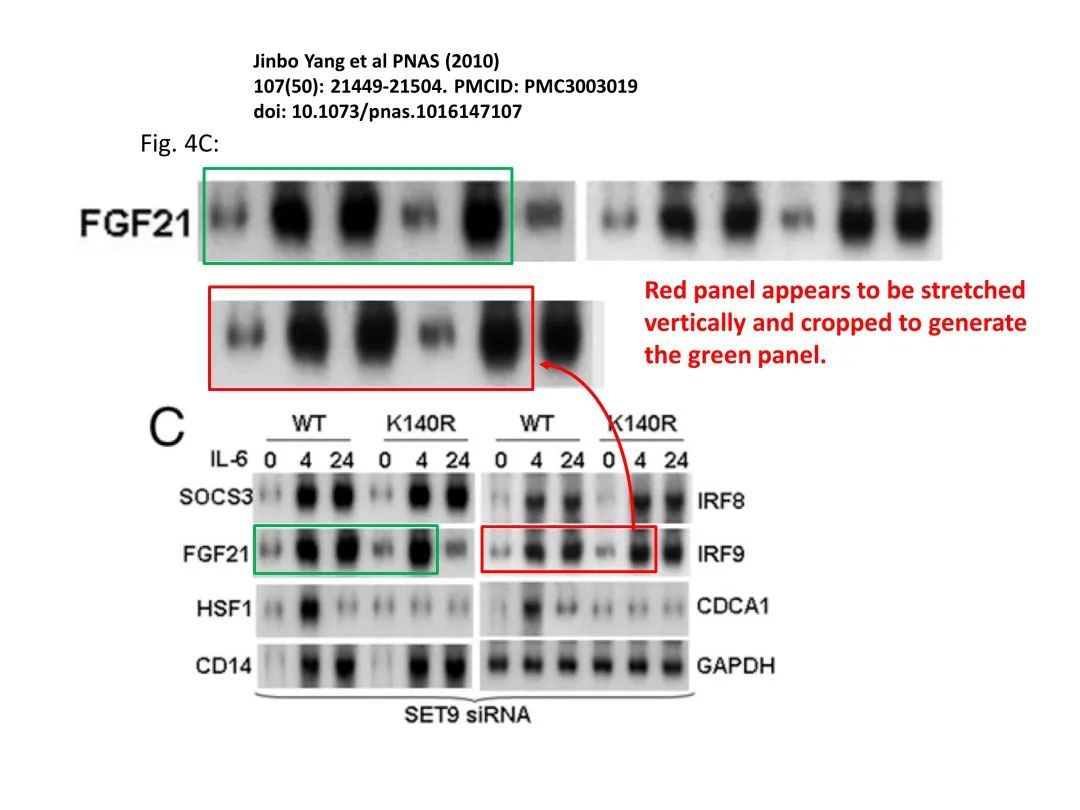 Jinbo Yang et al PNAS (2010)
107(50): 21449-21504. PMCID: PMC3003019
doi: 10.1073/pnas.1016147107
Fig. 4C:
FGF21
Red panel appears to be stretched
vertically and cropped to generate
the green panel.
C
WT K140R WT K140R
IL-6 0 4 24 0 4 24 0 4 24 0 4 24
SOCS3 IRF8
FGF21 IRF9
HSF1 CDCA1
CD14 GAPDH
SET9 siRNA